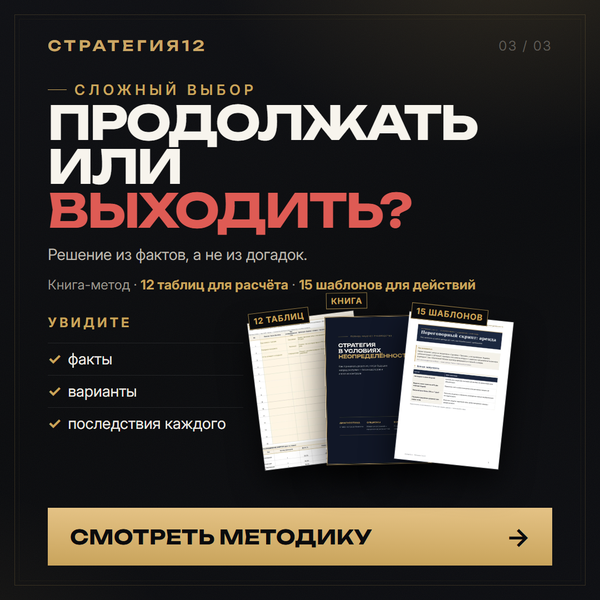 СТРАТЕГИЯ12
03 / 03
СЛОЖНЫЙ ВЫБОР
ПРОДОЛЖАТЬ
ИЛИ
ВЫХОДИТЬ?
Решение из фактов, а не из догадок.
Книга-метод · 12 таблиц для расчёта · 15 шаблонов для действий
УВИДИТЕ
✓ факты
✓ варианты
✓ последствия каждого
12 ТАБЛИЦ
КНИГА
15 ШАБЛОНОВ
СТРАТЕГИЯ
В УСЛОВИЯХ
НЕОПРЕДЕЛЁННОСТ
Переговорный скрипт: аренда
СМОТРЕТЬ МЕТОДИКУ →